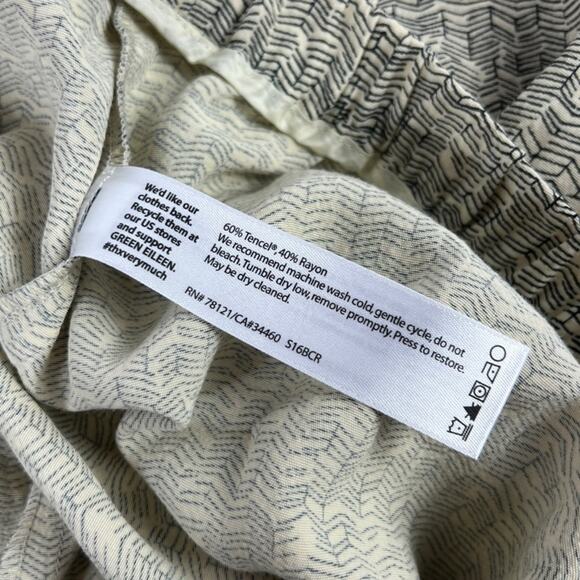 We'd like our
clothes back.
Recycle them at
our US stores
and support
GREEN EILEEN.
#thxverymuch
60% Tencel®, 40% Rayon
We recommend machine wash cold, gentle cycle, do not
bleach. Tumble dry low, remove promptly. Press to restore.
May be dry cleaned.
RN# 78121/CA#34460 S16BCR